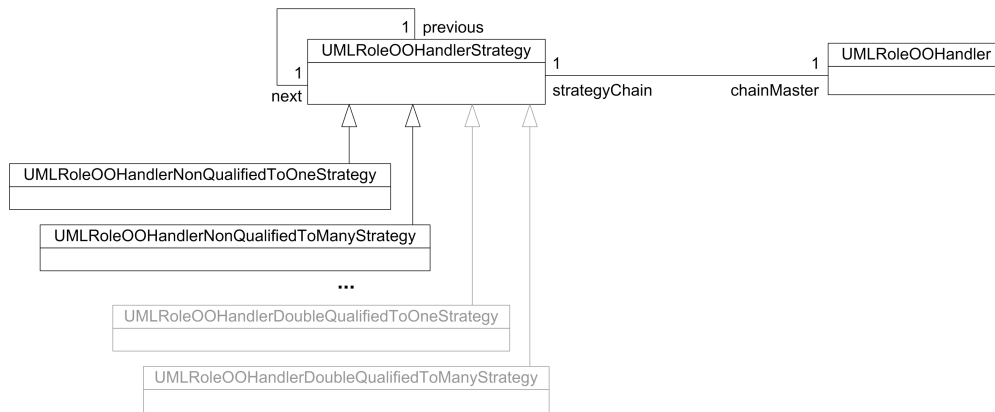 1 previous
UMLRoleOOHandlerStrategy
UMLRoleOOHandler
1
next
1
strategyChain
1
chainMaster
UMLRoleOOHandlerNonQualifiedToOneStrategy
UMLRoleOOHandlerNonQualifiedToManyStrategy
...
UMLRoleOOHandlerDoubleQualifiedToOneStrategy
UMLRoleOOHandlerDoubleQualifiedToManyStrategy